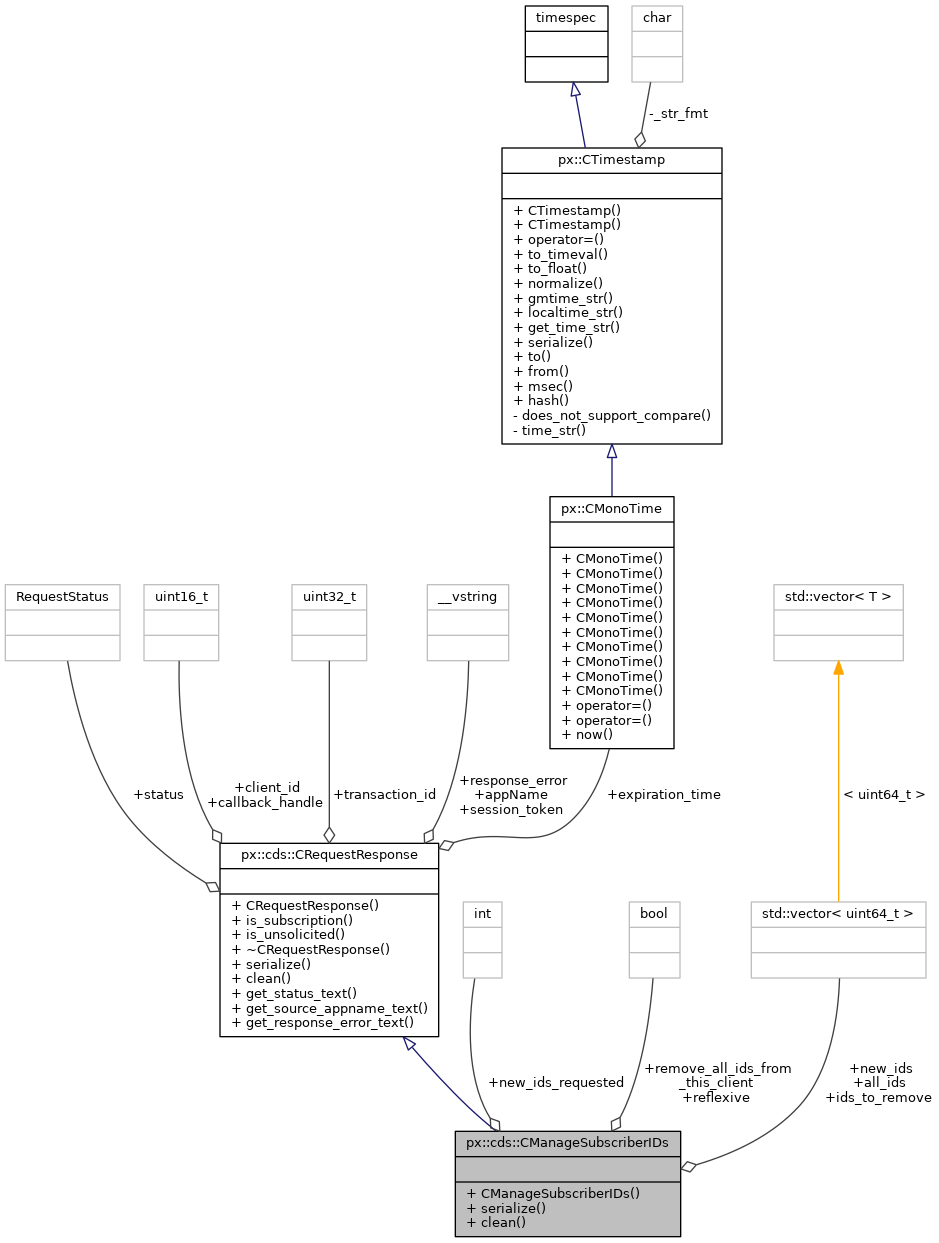 timespec
char
-_str_fmt
px::CTimestamp
+ CTimestamp()
+ CTimestamp()
+ operator=()
+ to_timeval()
+ to_float()
+ normalize()
+ gmtime_str()
+ localtime_str()
+ get_time_str()
+ serialize()
+ to()
+ from()
+ msec()
+ hash()
- does_not_support_compare()
- time_str()
px::CMonoTime
+ CMonoTime()
+ CMonoTime()
+ CMonoTime()
+ CMonoTime()
+ CMonoTime()
+ CMonoTime()
+ CMonoTime()
+ CMonoTime()
+ CMonoTime()
+ CMonoTime()
+ operator=()
+ operator=()
+ now()
RequestStatus
uint16_t
uint32_t
__vstring
std::vector< T >
+status
+client_id
+callback_handle
+transaction_id
+response_error
+appName
+session_token
+expiration_time
< uint64_t >
px::cds::CRequestResponse
+ CRequestResponse()
+ is_subscription()
+ is_unsolicited()
+ ~CRequestResponse()
+ serialize()
+ clean()
+ get_status_text()
+ get_source_appname_text()
+ get_response_error_text()
int
bool
std::vector< uint64_t >
+new_ids_requested
+remove_all_ids_from
_this_client
+reflexive
+new_ids
+all_ids
+ids_to_remove
px::cds::CManageSubscriberIDs
+ CManageSubscriberIDs()
+ serialize()
+ clean()